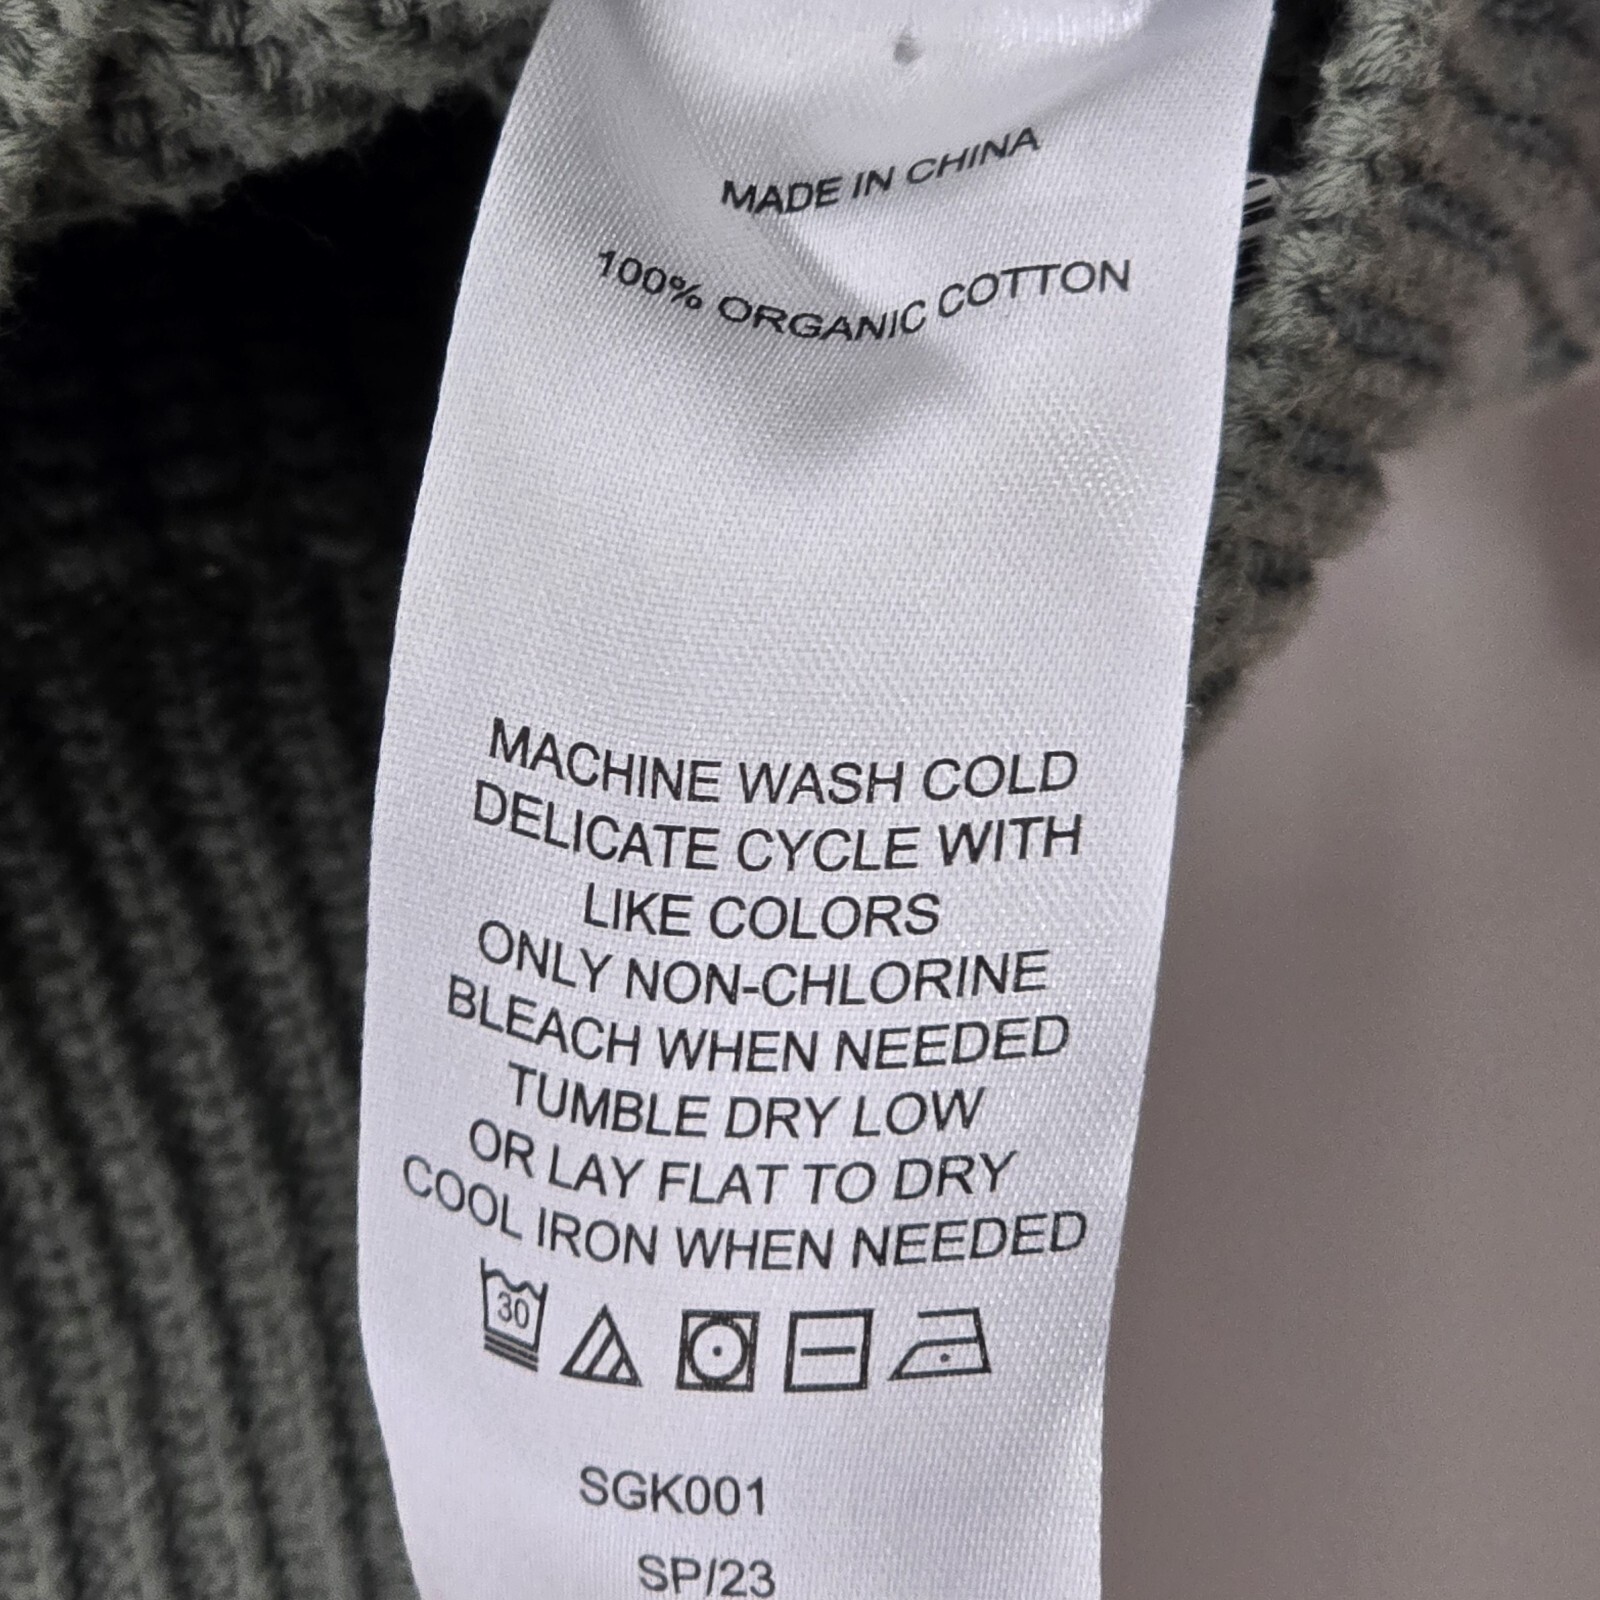 MADE IN CHINA
100% ORGANIC COTTON
MACHINE WASH COLD
DELICATE CYCLE WITH
LIKE COLORS
ONLY NON-CHLORINE
BLEACH WHEN NEEDED
TUMBLE DRY LOW
OR LAY FLAT TO DRY
COOL IRON WHEN NEEDED
30
SGK001
SP/23